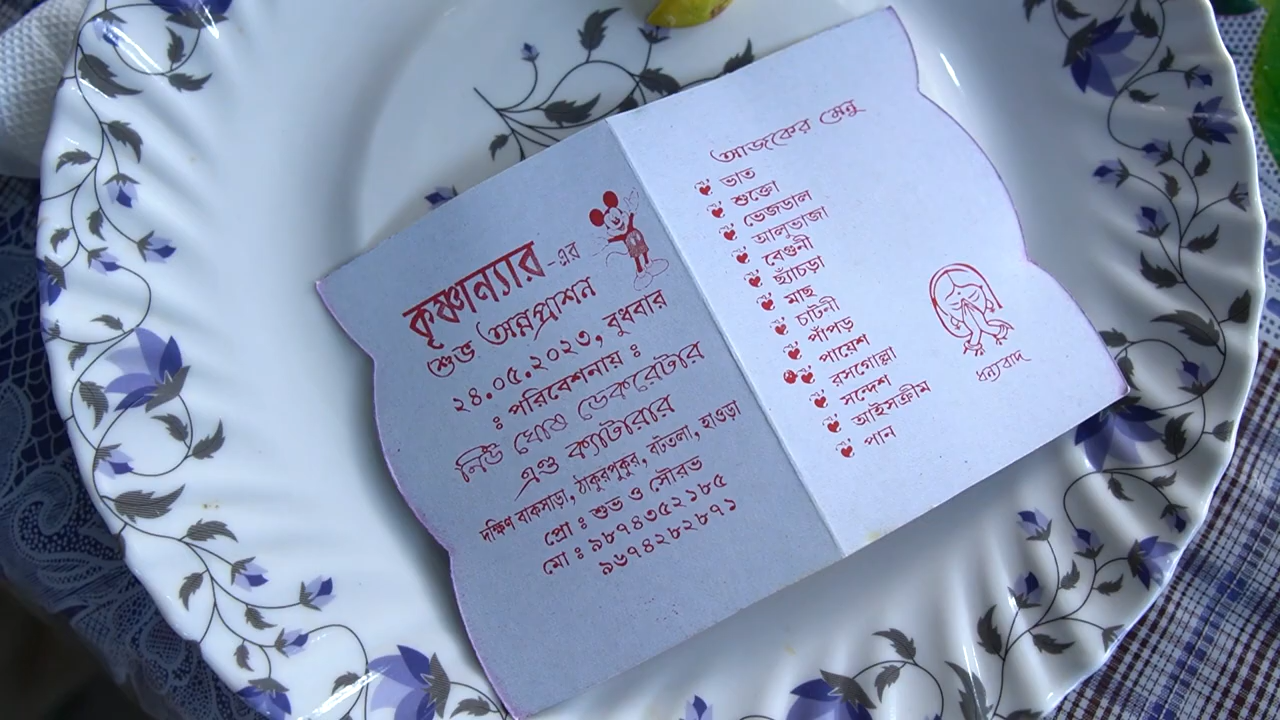 কৃষ্ণান্যার-এর
শুভ অন্নপ্রাশন
২৪.০৫.২০২৩, বুধবার
ঃ পরিবেশনায় ঃ
নিউ ঘোষ ডেকরেটার
এণ্ড ক্যাটারার
দক্ষিণ বাকসাড়া, ঠাকুরপুকুর, বটতলা, হাওড়া
প্রো ঃ শুভ ও সৌরভ
মো ঃ ৯৮৭৪৩৫২১৮৫
৯৬৭৪২৮২৮৭১
আজকের মেনু
ভাত
শুক্তো
ভেজডাল
আলুভাজা
বেগুনী
ছ্যাঁচড়া
মাছ
চাটনী
পাঁপড়
পায়েশ
রসগোল্লা
সন্দেশ
আইসক্রীম
পান
ধন্যবাদ